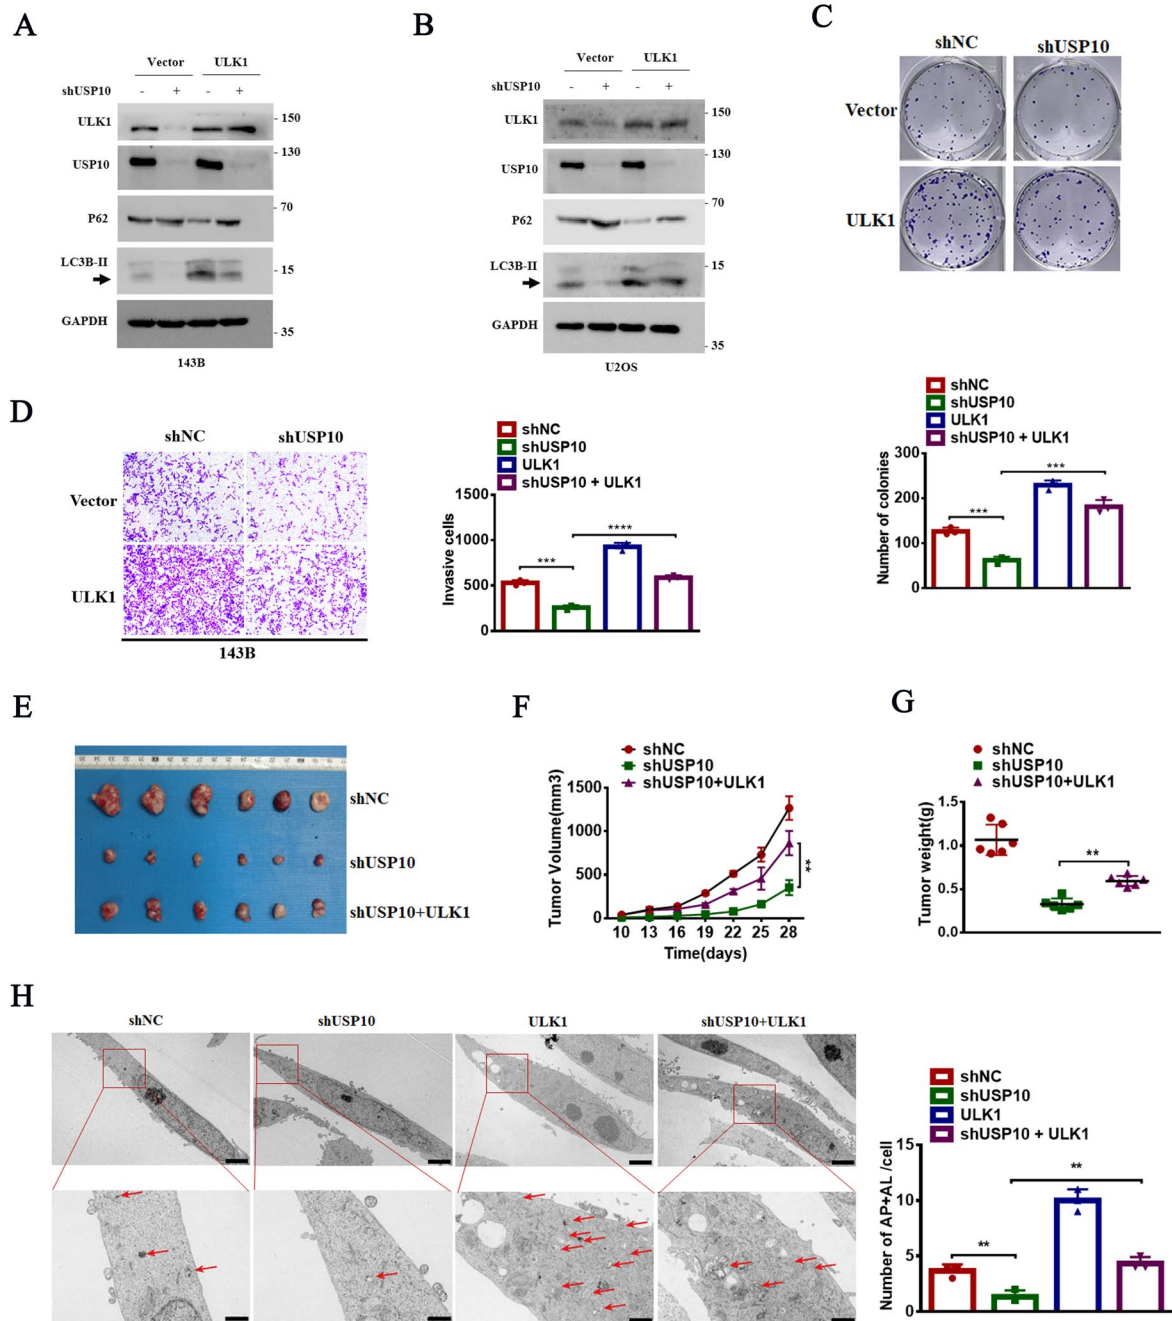 A
Vector ULK1
shUSP10 - + - +
ULK1
- 150
USP10
- 130
P62
- 70
LC3B-II
- 15
GAPDH
- 35
143B
B
Vector ULK1
shUSP10 - + - +
ULK1
- 150
USP10
- 130
P62
- 70
LC3B-II
- 15
GAPDH
- 35
U2OS
C
shNC shUSP10
Vector
ULK1
shNC
shUSP10
ULK1
shUSP10 + ULK1
Number of colonies
300
200
100
0
***
***
D
shNC shUSP10
Vector
ULK1
143B
shNC
shUSP10
ULK1
shUSP10 + ULK1
Invasive cells
1500
1000
500
0
***
****
E
shNC
shUSP10
shUSP10+ULK1
F
shNC
shUSP10
shUSP10+ULK1
Tumor Volume(mm3)
1500
1000
500
0
**
10 13 16 19 22 25 28
Time(days)
G
shNC
shUSP10
shUSP10+ULK1
Tumor weight(g)
1.5
1.0
0.5
0.0
**
H
shNC shUSP10 ULK1 shUSP10+ULK1
shNC
shUSP10
ULK1
shUSP10 + ULK1
Number of AP+AL /cell
15
10
5
0
**
**